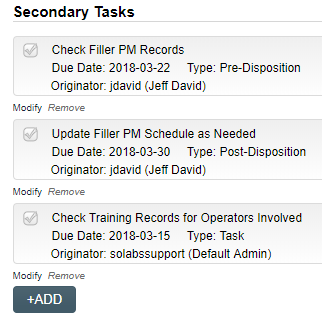 Secondary Tasks
Check Filler PM Records
Due Date: 2018-03-22 Type: Pre-Disposition
Originator: jdavid (Jeff David)
Modify Remove
Update Filler PM Schedule as Needed
Due Date: 2018-03-30 Type: Post-Disposition
Originator: jdavid (Jeff David)
Modify Remove
Check Training Records for Operators Involved
Due Date: 2018-03-15 Type: Task
Originator: solabssupport (Default Admin)
Modify Remove
+ADD